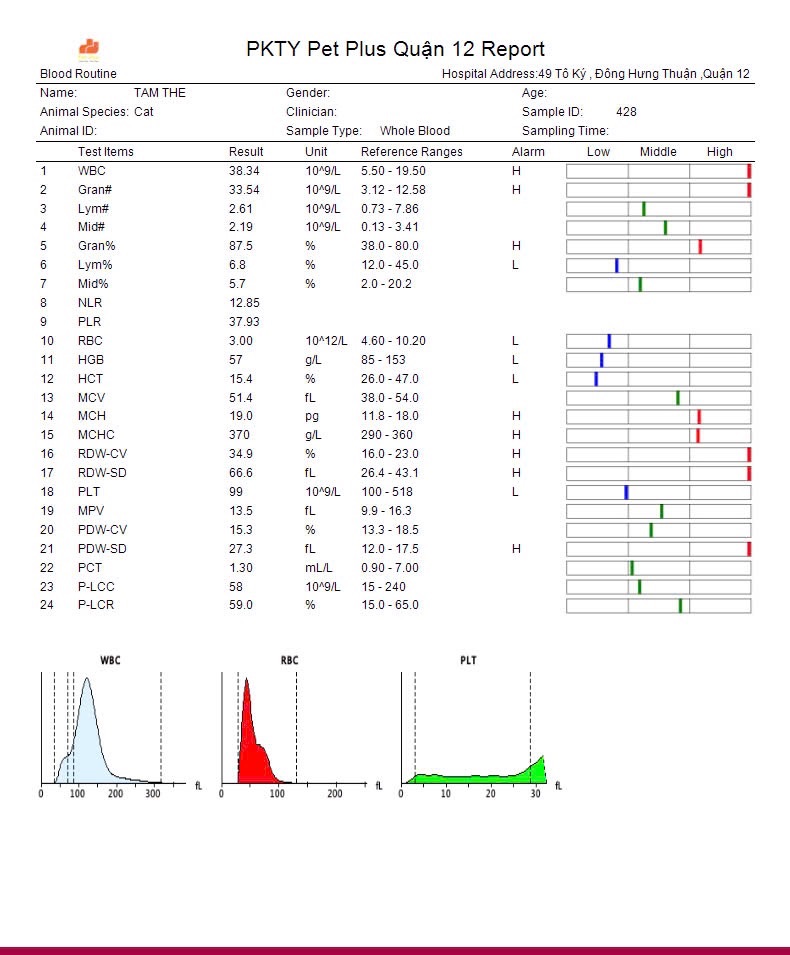 PKTY Pet Plus Quận 12 Report
Blood Routine Hospital Address:49 Tô Ký , Đông Hưng Thuận ,Quận 12
Name: TAM THE Gender: Age:
Animal Species: Cat Clinician: Sample ID: 428
Animal ID: Sample Type: Whole Blood Sampling Time:
Test Items Result Unit Reference Ranges Alarm Low Middle High
1 WBC 38.34 10^9/L 5.50 - 19.50 H
2 Gran# 33.54 10^9/L 3.12 - 12.58 H
3 Lym# 2.61 10^9/L 0.73 - 7.86
4 Mid# 2.19 10^9/L 0.13 - 3.41
5 Gran% 87.5 % 38.0 - 80.0 H
6 Lym% 6.8 % 12.0 - 45.0 L
7 Mid% 5.7 % 2.0 - 20.2
8 NLR 12.85
9 PLR 37.93
10 RBC 3.00 10^12/L 4.60 - 10.20 L
11 HGB 57 g/L 85 - 153 L
12 HCT 15.4 % 26.0 - 47.0 L
13 MCV 51.4 fL 38.0 - 54.0
14 MCH 19.0 pg 11.8 - 18.0 H
15 MCHC 370 g/L 290 - 360 H
16 RDW-CV 34.9 % 16.0 - 23.0 H
17 RDW-SD 66.6 fL 26.4 - 43.1 H
18 PLT 99 10^9/L 100 - 518 L
19 MPV 13.5 fL 9.9 - 16.3
20 PDW-CV 15.3 % 13.3 - 18.5
21 PDW-SD 27.3 fL 12.0 - 17.5 H
22 PCT 1.30 mL/L 0.90 - 7.00
23 P-LCC 58 10^9/L 15 - 240
24 P-LCR 59.0 % 15.0 - 65.0
WBC RBC PLT
0 100 200 300 fL 0 100 200 fL 0 10 20 30 fL